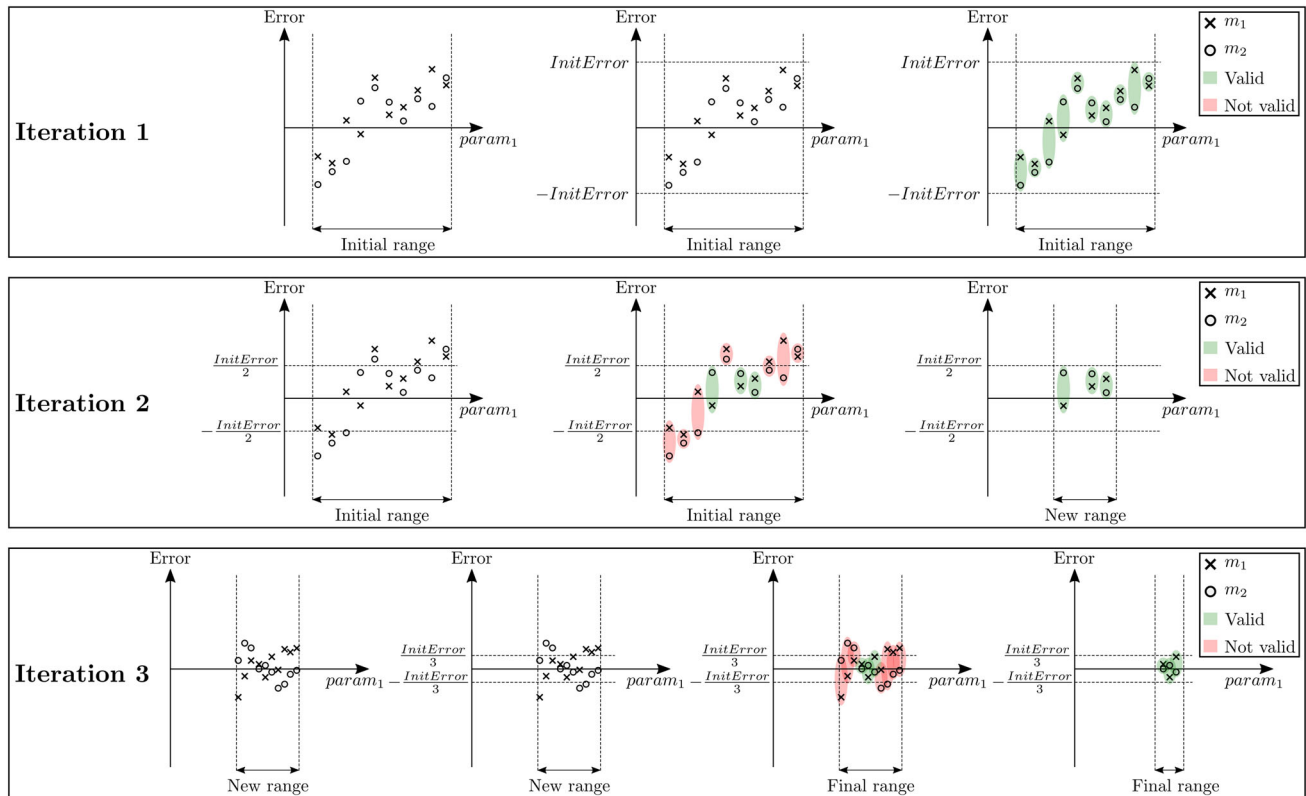 Iteration 1
Error
param₁
Initial range
Error
InitError
−InitError
param₁
Initial range
Error
InitError
−InitError
param₁
Initial range
m₁
m₂
Valid
Not valid
Iteration 2
Error
InitError/2
−InitError/2
param₁
Initial range
Error
InitError/2
−InitError/2
param₁
Initial range
Error
InitError/2
−InitError/2
param₁
New range
m₁
m₂
Valid
Not valid
Iteration 3
Error
param₁
New range
Error
InitError/3
−InitError/3
param₁
New range
Error
InitError/3
−InitError/3
param₁
Final range
Error
InitError/3
−InitError/3
param₁
Final range
m₁
m₂
Valid
Not valid